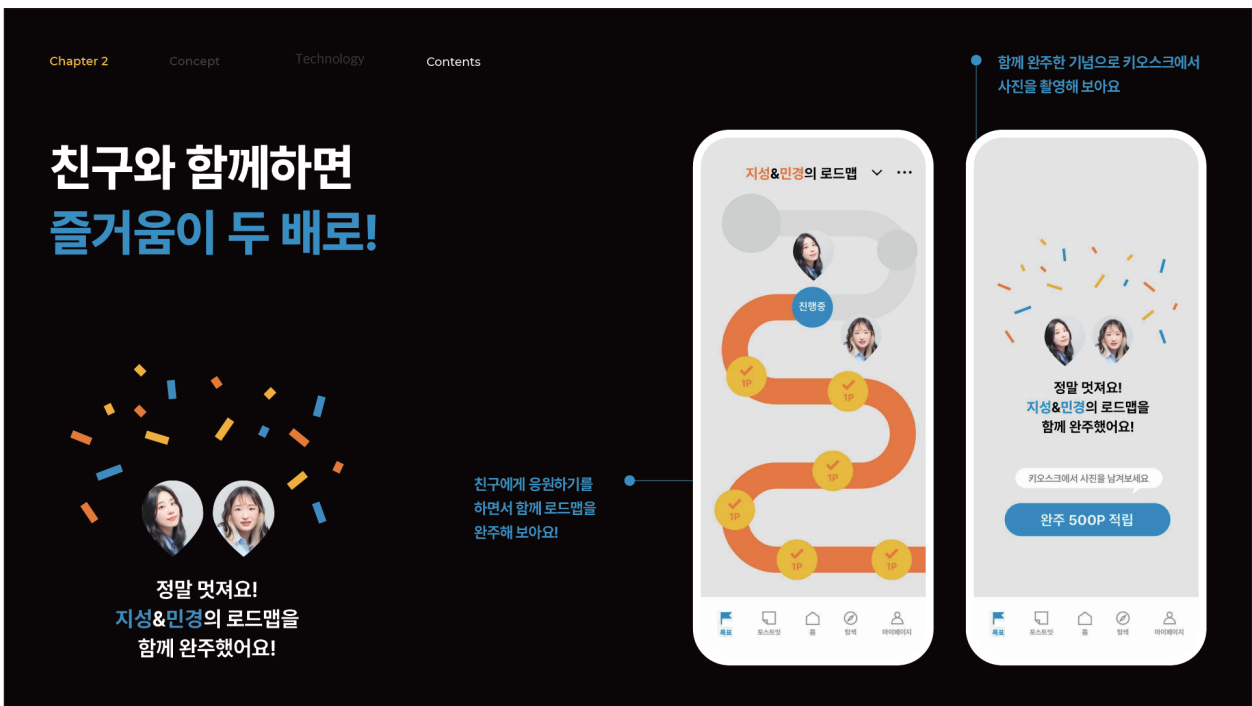 Chapter 2
Concept
Technology
Contents
친구와 함께하면
즐거움이 두 배로!
정말 멋져요!
지성&민경의 로드맵을
함께 완주했어요!
친구에게 응원하기를
하면서 함께 로드맵을
완주해 보아요!
지성&민경의 로드맵
진행중
1P
1P
1P
1P
1P
1P
목표
포스트잇
홈
탐색
마이페이지
함께 완주한 기념으로 키오스크에서
사진을 촬영해 보아요
정말 멋져요!
지성&민경의 로드맵을
함께 완주했어요!
키오스크에서 사진을 남겨보세요
완주 500P 적립
목표
포스트잇
홈
탐색
마이페이지